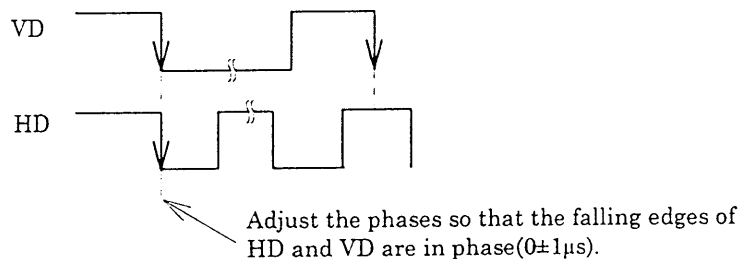 VD
HD
Adjust the phases so that the falling edges of
HD and VD are in phase(0±1μs).